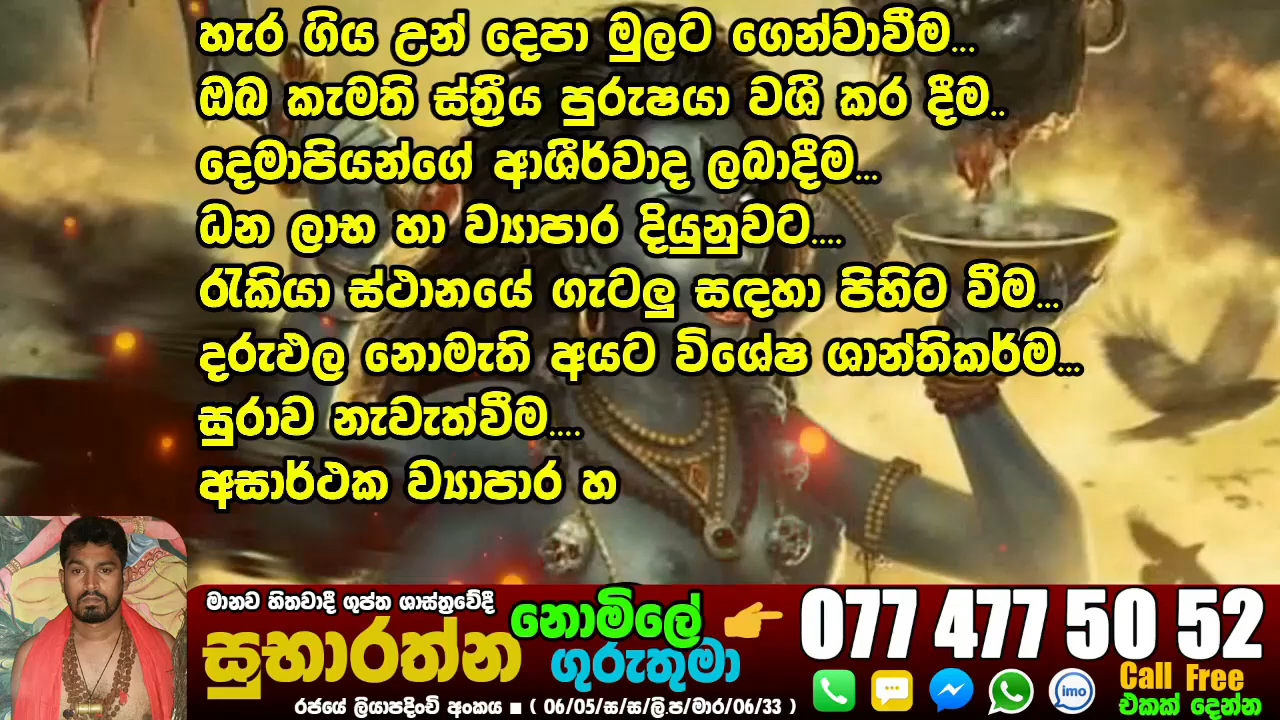 හැර ගිය උන් දෙපා මුලට ගෙන්වාවීම...
ඔබ කැමති ස්ත්‍රීය පුරුෂයා වශී කර දීම..
දෙමාපියන්ගේ ආශීර්වාද ලබාදීම...
ධන ලාභ හා ව්‍යාපාර දියුනුවට....
රැකියා ස්ථානයේ ගැටලු සඳහා පිහිට වීම...
දරුඵල නොමැති අයට විශේෂ ශාන්තිකර්ම...
සුරාව නැවැත්වීම....
අසාර්ථක ව්‍යාපාර හ
මානව හිතවාදී ගුප්ත ශාස්ත්‍රවේදී
සුභාරත්න
නොමිලේ 👉 077 477 50 52
ගුරුතුමා
imo
Call Free
එකක් දෙන්න
රජයේ ලියාපදිංචි අංකය ■ ( 06/05/ස/ස/ලි.ප/මාර/06/33 )